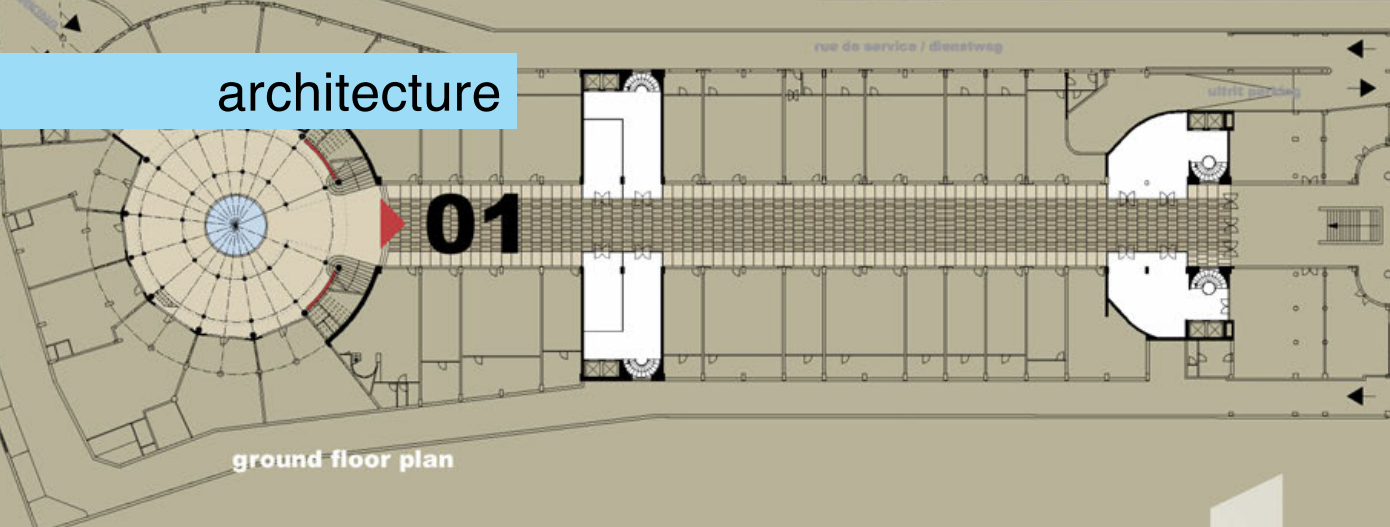 rue de service / dienstweg
architecture
uitrit parking
01
ground floor plan